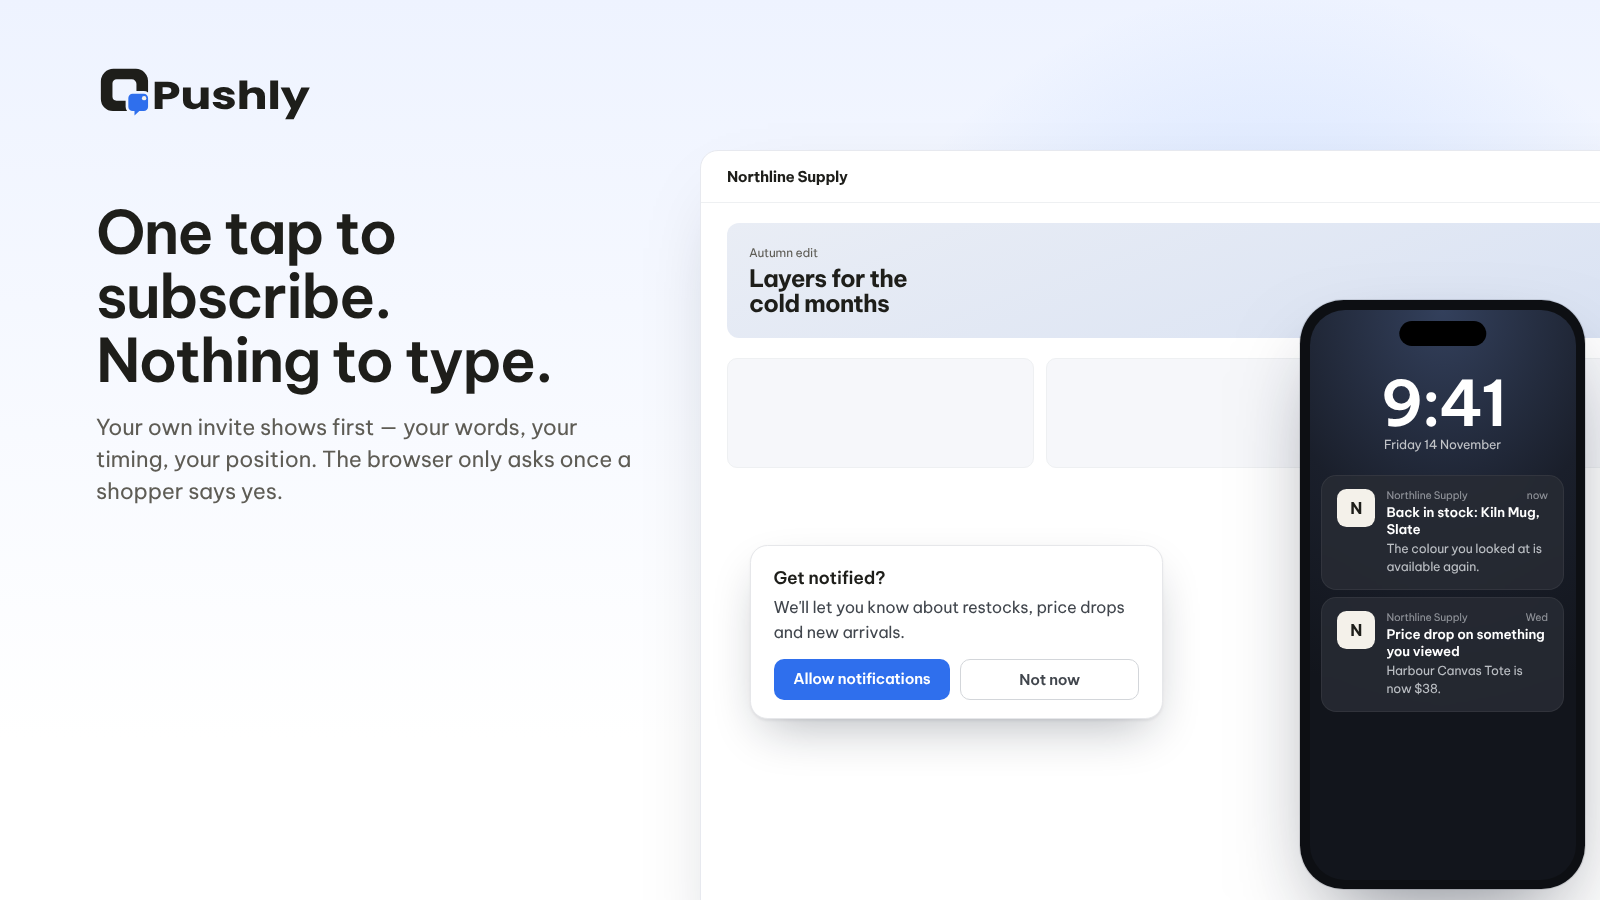 Pushly
One tap to
subscribe.
Nothing to type.
Your own invite shows first — your words, your
timing, your position. The browser only asks once a
shopper says yes.
Northline Supply
Autumn edit
Layers for the
cold months
Get notified?
We'll let you know about restocks, price drops
and new arrivals.
Allow notifications
Not now
9:41
Friday 14 November
N
Northline Supply now
Back in stock: Kiln Mug,
Slate
The colour you looked at is
available again.
N
Northline Supply Wed
Price drop on something
you viewed
Harbour Canvas Tote is
now $38.